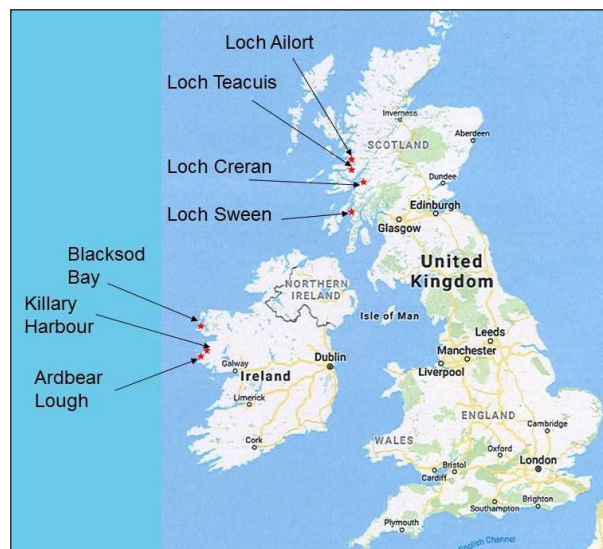 Loch Ailort
Loch Teacuis
Inverness
SCOTLAND
Aberdeen
Loch Creran
Dundee
Loch Sween
Edinburgh
Glasgow
Blacksod
Bay
United
Kingdom
NORTHERN
IRELAND
Killary
Harbour
Isle of Man
Leeds
Dublin
Manchester
Galway
Ireland
Liverpool
Ardbear
Lough
Limerick
ENGLAND
Cambridge
Cork
WALES
Oxford
Bristol
Cardiff
London
Southampton
Brighton
Plymouth
English Channel